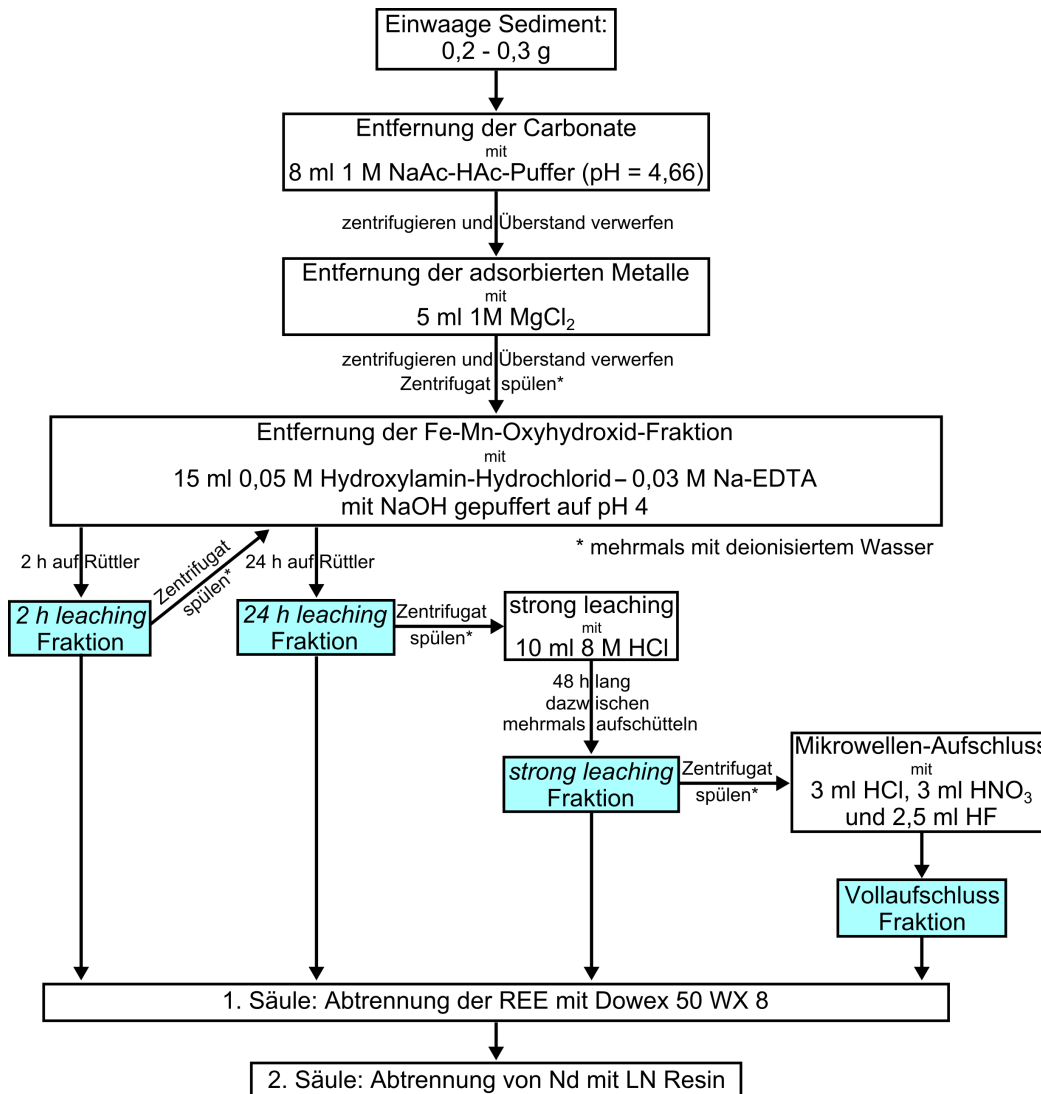 Einwaage Sediment:
0,2 - 0,3 g
Entfernung der Carbonate
mit
8 ml 1 M NaAc-HAc-Puffer (pH = 4,66)
zentrifugieren und Überstand verwerfen
Entfernung der adsorbierten Metalle
mit
5 ml 1M MgCl₂
zentrifugieren und Überstand verwerfen
Zentrifugat spülen*
Entfernung der Fe-Mn-Oxyhydroxid-Fraktion
mit
15 ml 0,05 M Hydroxylamin-Hydrochlorid – 0,03 M Na-EDTA
mit NaOH gepuffert auf pH 4
* mehrmals mit deionisiertem Wasser
2 h auf Rüttler
Zentrifugat
spülen*
24 h auf Rüttler
2 h leaching
Fraktion
24 h leaching
Fraktion
Zentrifugat
spülen*
strong leaching
mit
10 ml 8 M HCl
48 h lang
dazwischen
mehrmals aufschütteln
strong leaching
Fraktion
Zentrifugat
spülen*
Mikrowellen-Aufschluss
mit
3 ml HCl, 3 ml HNO₃
und 2,5 ml HF
Vollaufschluss
Fraktion
1. Säule: Abtrennung der REE mit Dowex 50 WX 8
2. Säule: Abtrennung von Nd mit LN Resin